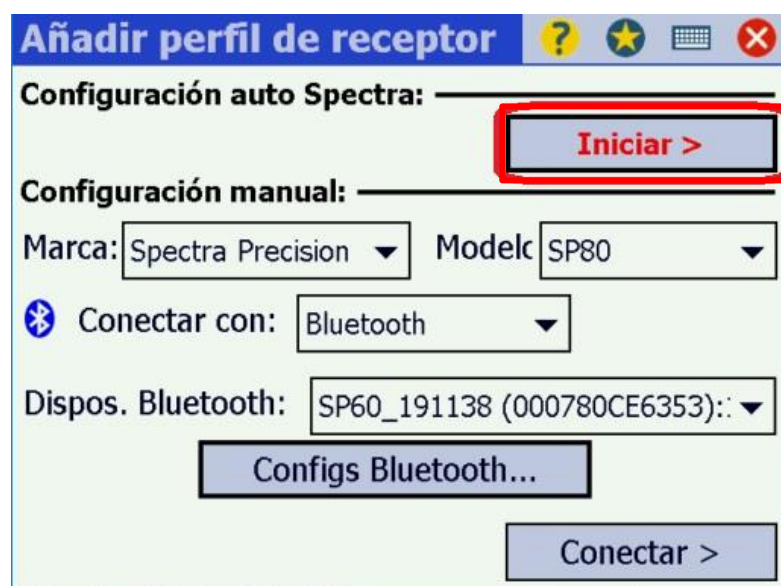 Añadir perfil de receptor ?
Configuración auto Spectra:
Iniciar >
Configuración manual:
Marca: Spectra Precision Modelo SP80
Conectar con: Bluetooth
Dispos. Bluetooth: SP60_191138 (000780CE6353)::
Configs Bluetooth...
Conectar >